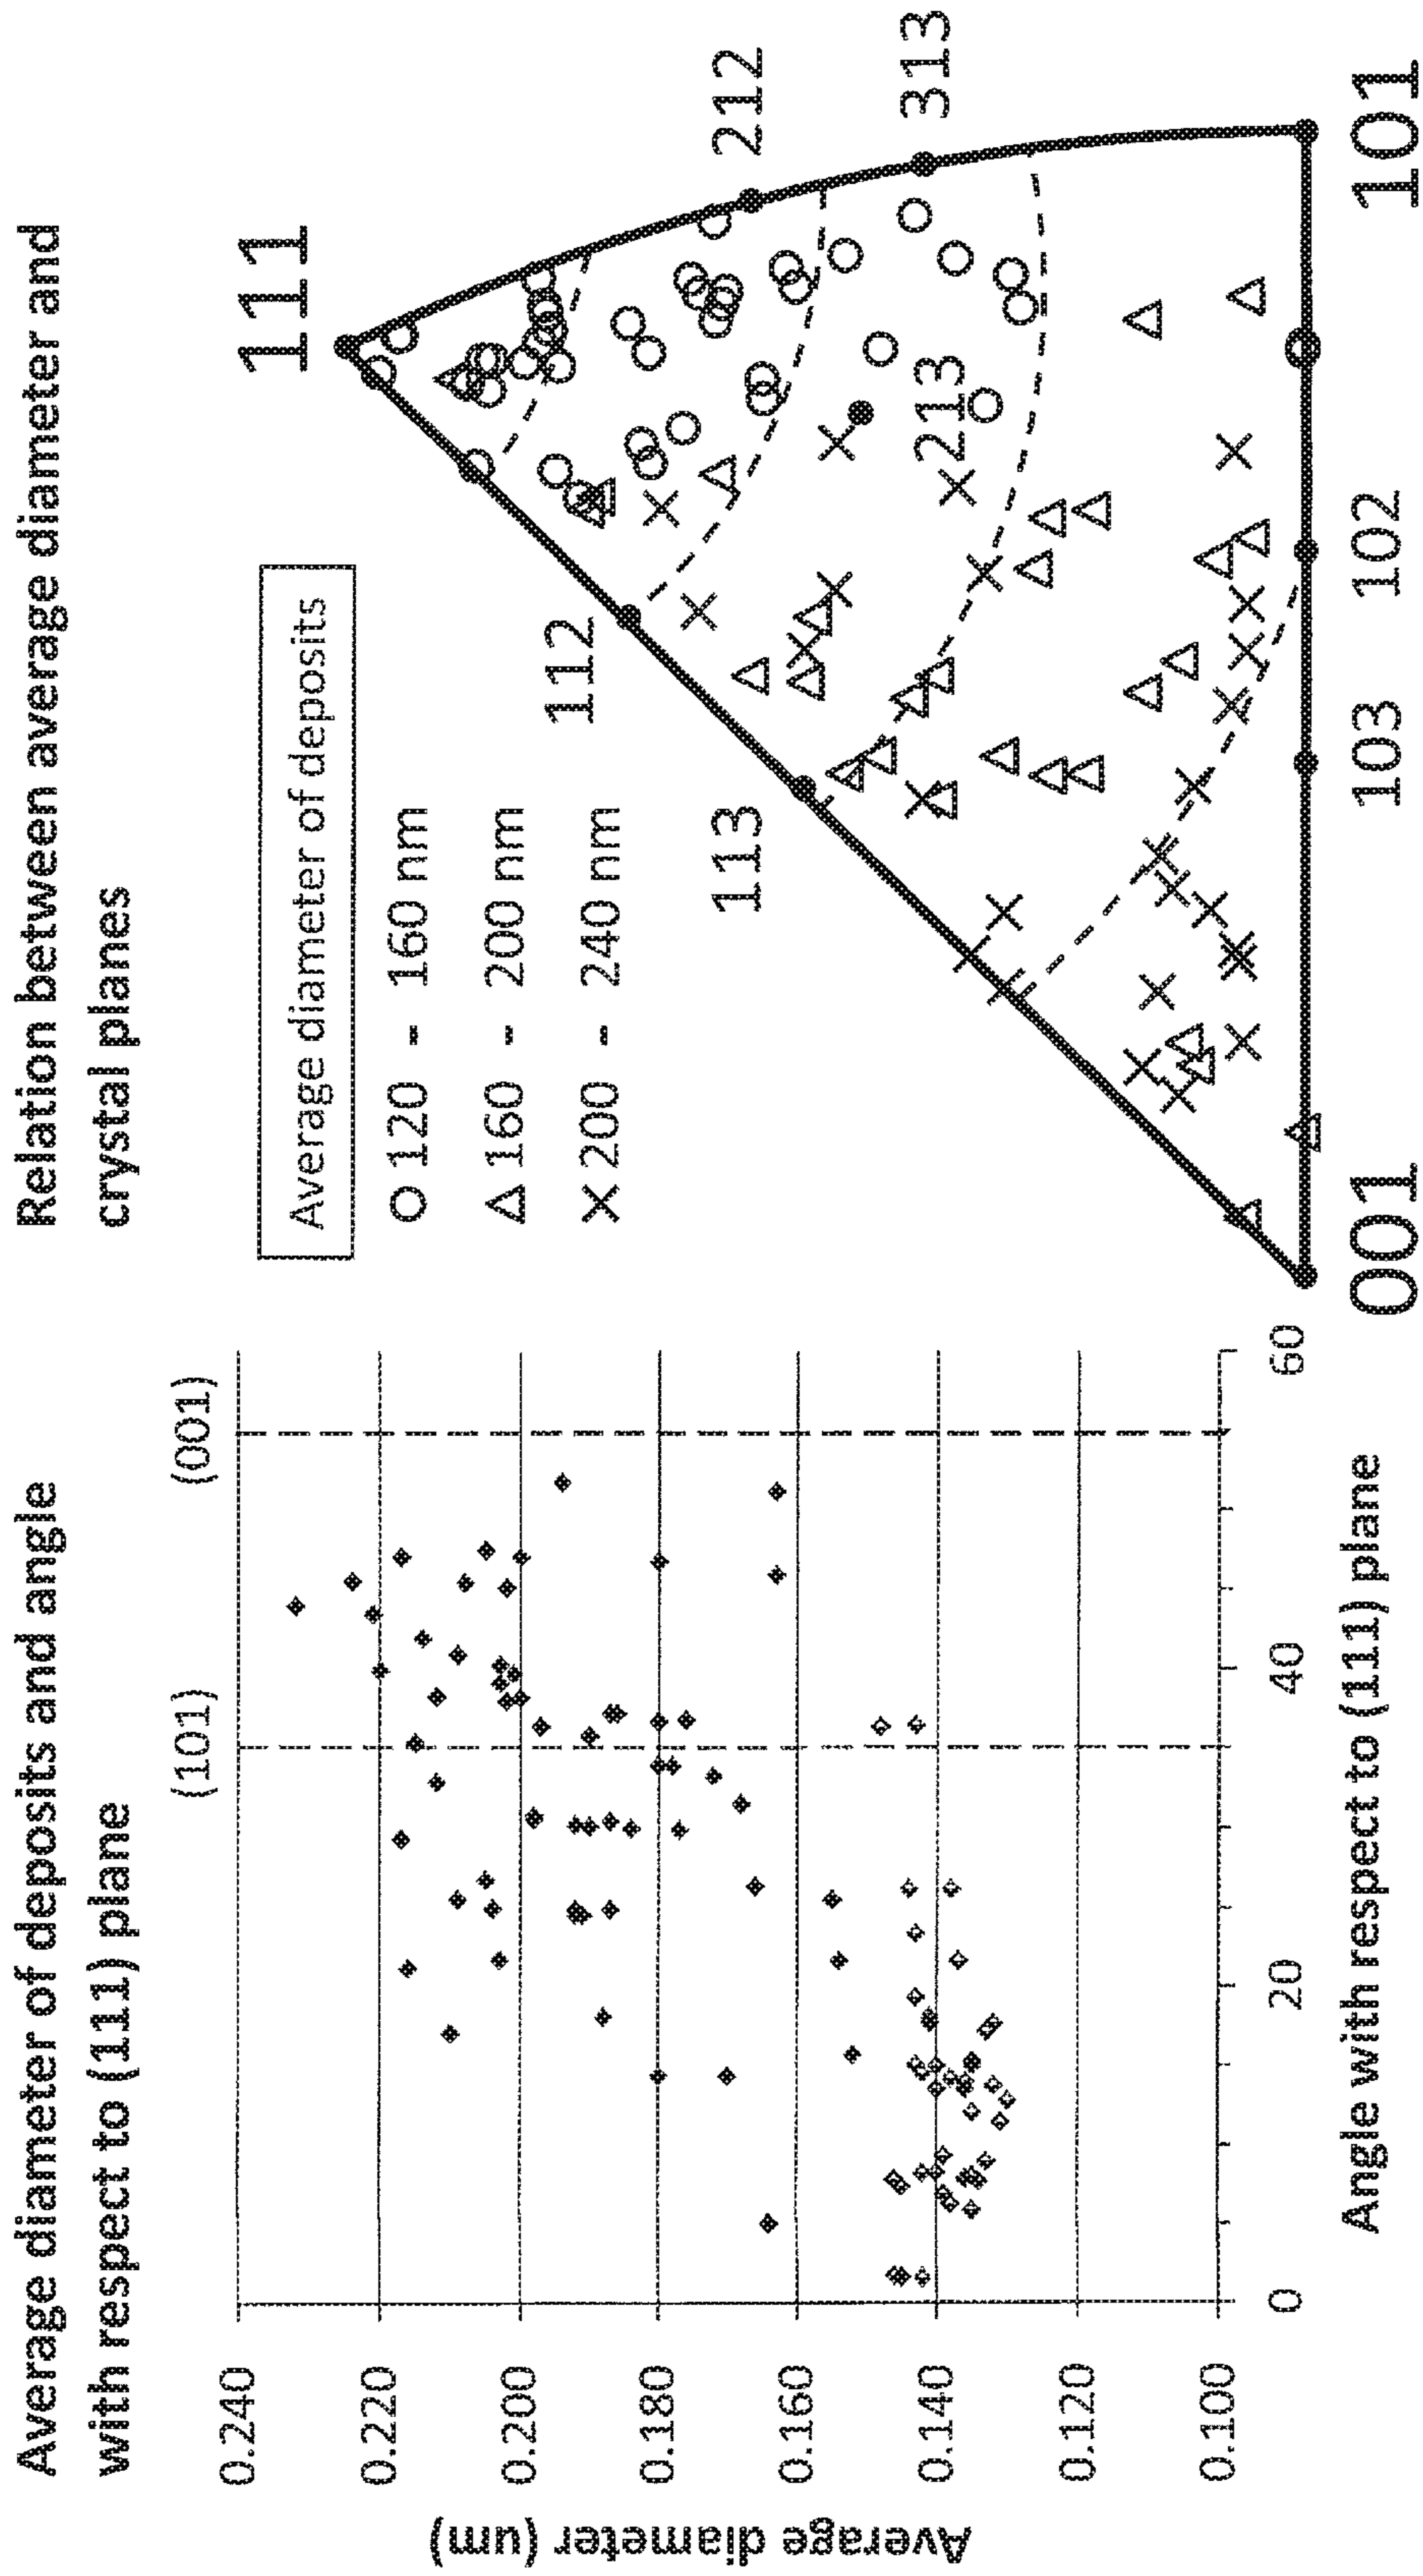 Average diameter of deposits and angle
with respect to (111) plane
(101)
(001)
0.240
0.220
0.200
0.180
0.160
0.140
0.120
0.100
Average diameter (um)
0
20
40
60
Angle with respect to (111) plane
Relation between average diameter and
crystal planes
Average diameter of deposits
120 - 160 nm
160 - 200 nm
200 - 240 nm
111
212
112
313
113
213
001
103
102
101